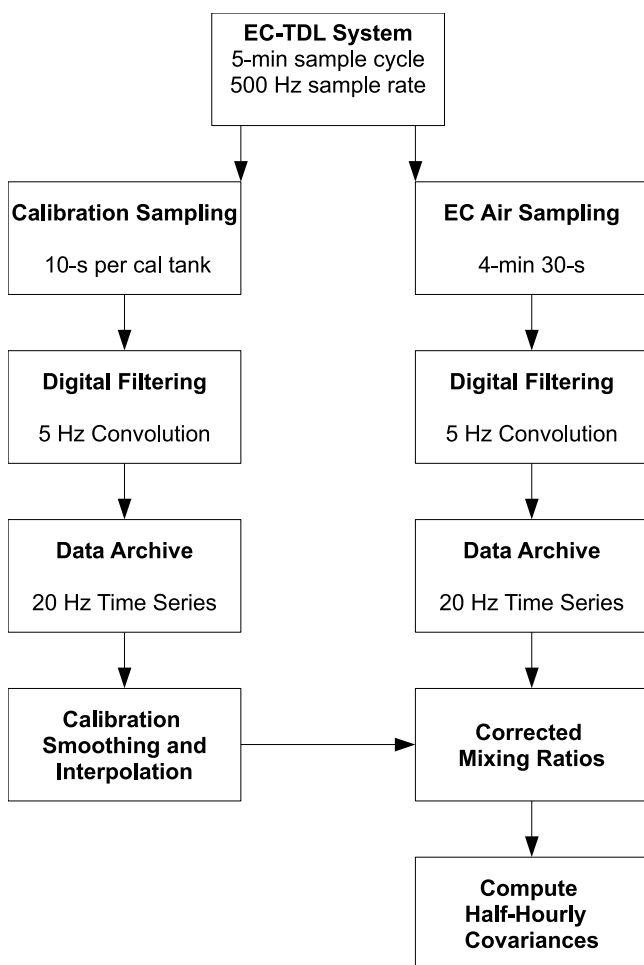 EC-TDL System
5-min sample cycle
500 Hz sample rate
Calibration Sampling
10-s per cal tank
EC Air Sampling
4-min 30-s
Digital Filtering
5 Hz Convolution
Digital Filtering
5 Hz Convolution
Data Archive
20 Hz Time Series
Data Archive
20 Hz Time Series
Calibration
Smoothing and
Interpolation
Corrected
Mixing Ratios
Compute
Half-Hourly
Covariances